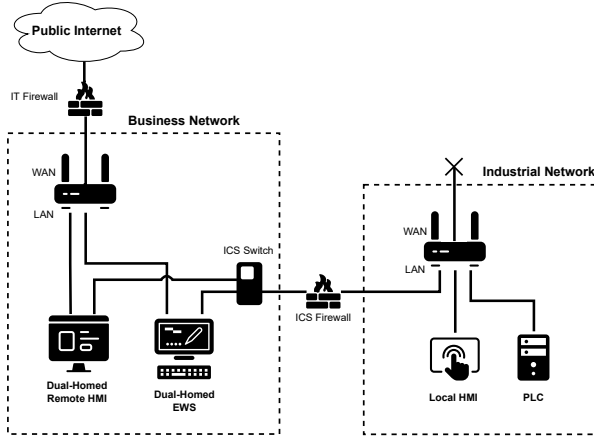 Public Internet
IT Firewall
Business Network
WAN
LAN
ICS Switch
Dual-Homed
Remote HMI
Dual-Homed
EWS
ICS Firewall
Industrial Network
WAN
LAN
Local HMI
PLC